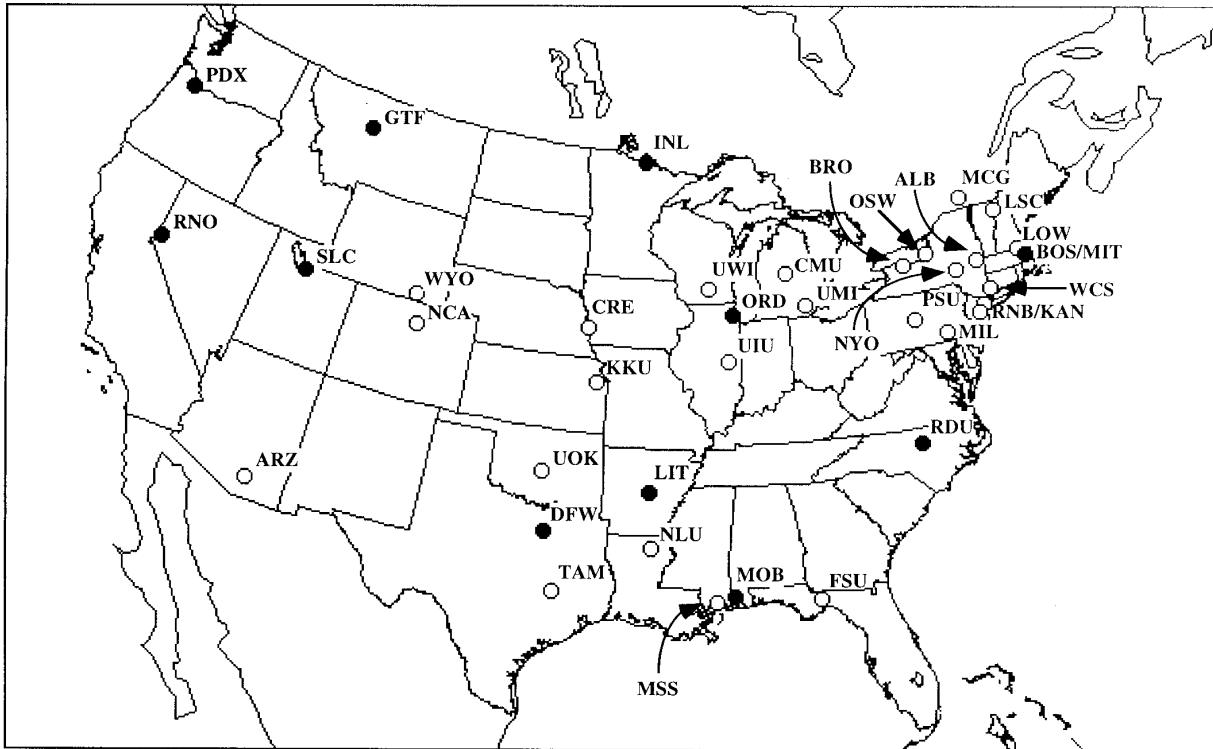 PDX
GTF
INL
BRO
ALB
MCG
OSW
LSC
RNO
LOW
SLC
BOS/MIT
WYO
UWI
CMU
WCS
NCA
CRE
ORD
UMI
PSU
RNB/KAN
UIU
NYO
MIL
KKU
RDU
ARZ
UOK
LIT
DFW
NLU
TAM
MOB
FSU
MSS